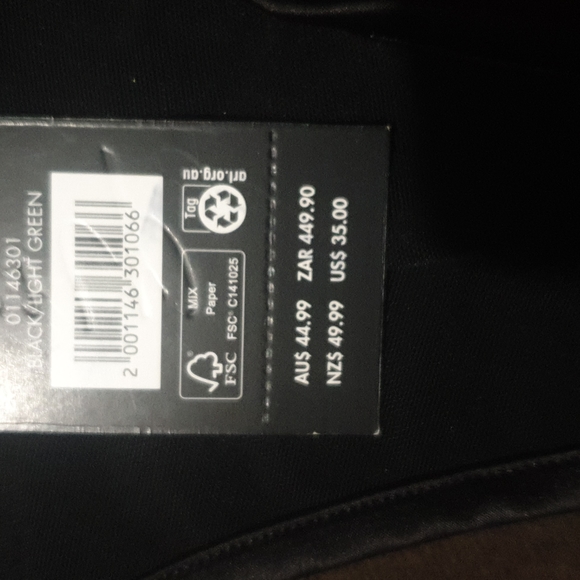 01146301
BLACK/LIGHT GREEN
2 001146 301066
MIX
Paper
FSC® C141025
FSC
Tag
arl.org.au
AU$ 44.99 ZAR 449.90
NZ$ 49.99 US$ 35.00